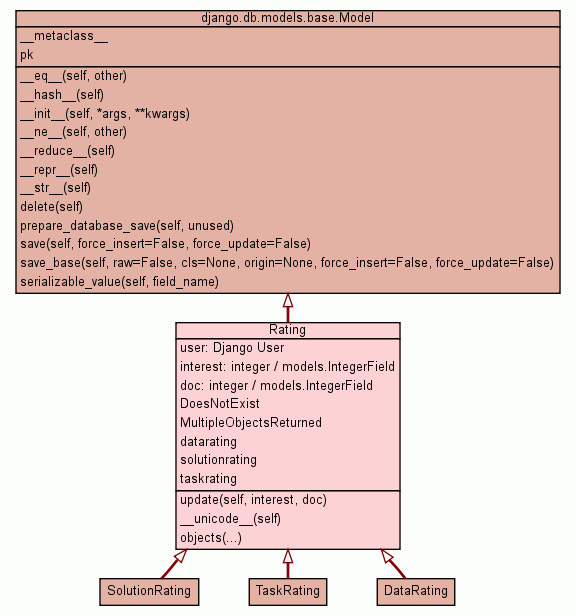 django.db.models.base.Model
__metaclass__
pk
__eq__(self, other)
__hash__(self)
__init__(self, *args, **kwargs)
__ne__(self, other)
__reduce__(self)
__repr__(self)
__str__(self)
delete(self)
prepare_database_save(self, unused)
save(self, force_insert=False, force_update=False)
save_base(self, raw=False, cls=None, origin=None, force_insert=False, force_update=False)
serializable_value(self, field_name)
Rating
user: Django User
interest: integer / models.IntegerField
doc: integer / models.IntegerField
DoesNotExist
MultipleObjectsReturned
datarating
solutionrating
taskrating
update(self, interest, doc)
__unicode__(self)
objects(...)
SolutionRating TaskRating DataRating